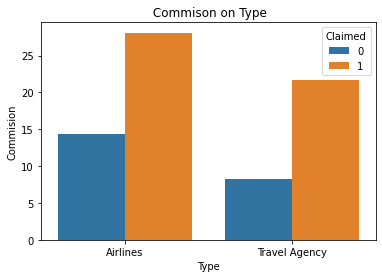 Commison on Type
Claimed
0
1
25
20
15
10
5
0
Commision
Airlines
Travel Agency
Type